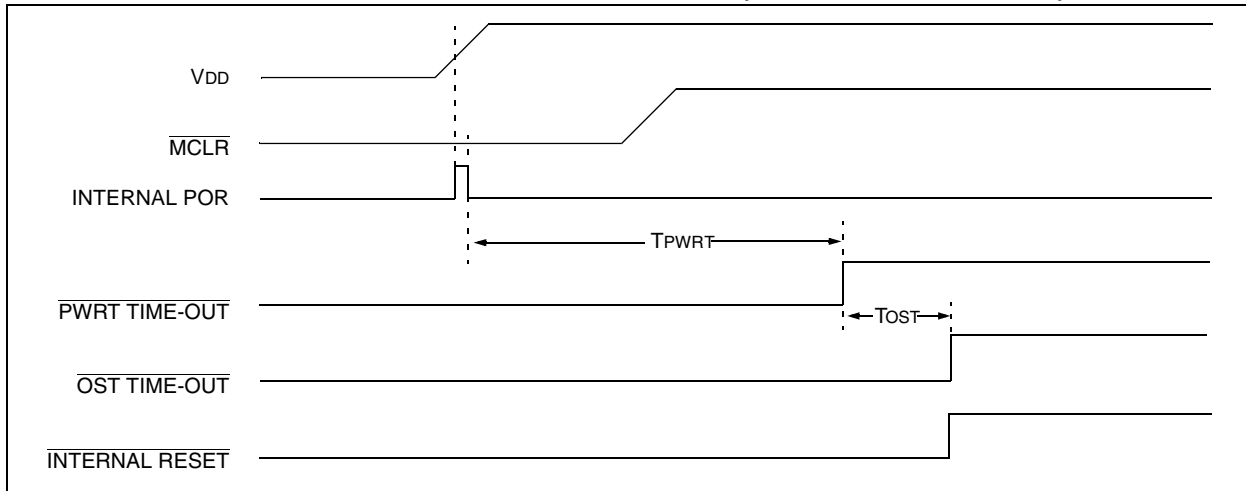 VDD
MCLR
INTERNAL POR
TPWRT
PWRT TIME-OUT
TOST
OST TIME-OUT
INTERNAL RESET